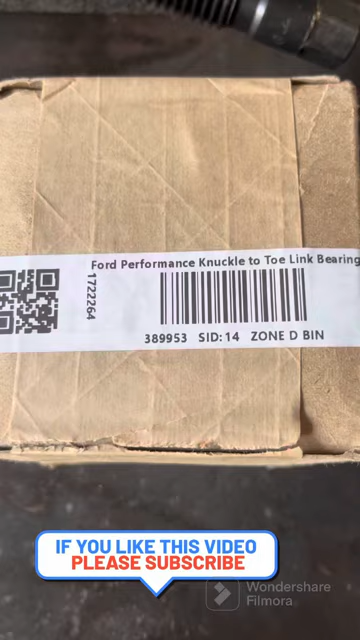 Ford Performance Knuckle to Toe Link Bearing
1722264
389953 SID: 14 ZONE D BIN
IF YOU LIKE THIS VIDEO
PLEASE SUBSCRIBE
Wondershare
Filmora